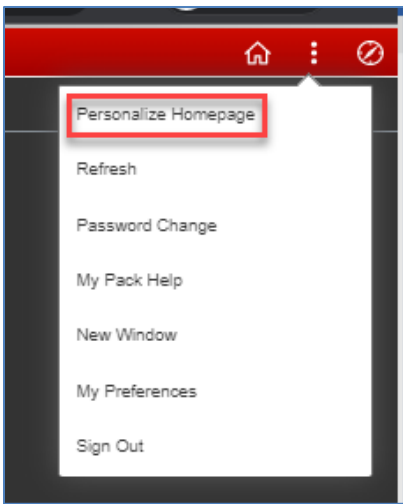 Personalize Homepage
Refresh
Password Change
My Pack Help
New Window
My Preferences
Sign Out